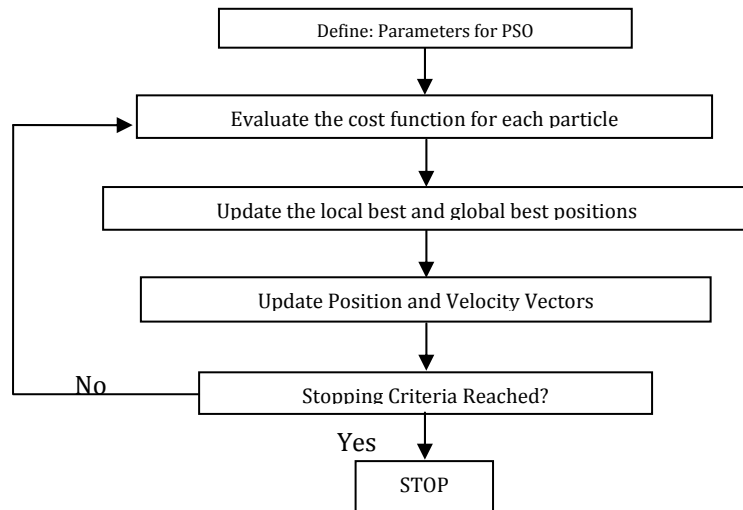 Define: Parameters for PSO
Evaluate the cost function for each particle
Update the local best and global best positions
Update Position and Velocity Vectors
No
Stopping Criteria Reached?
Yes
STOP